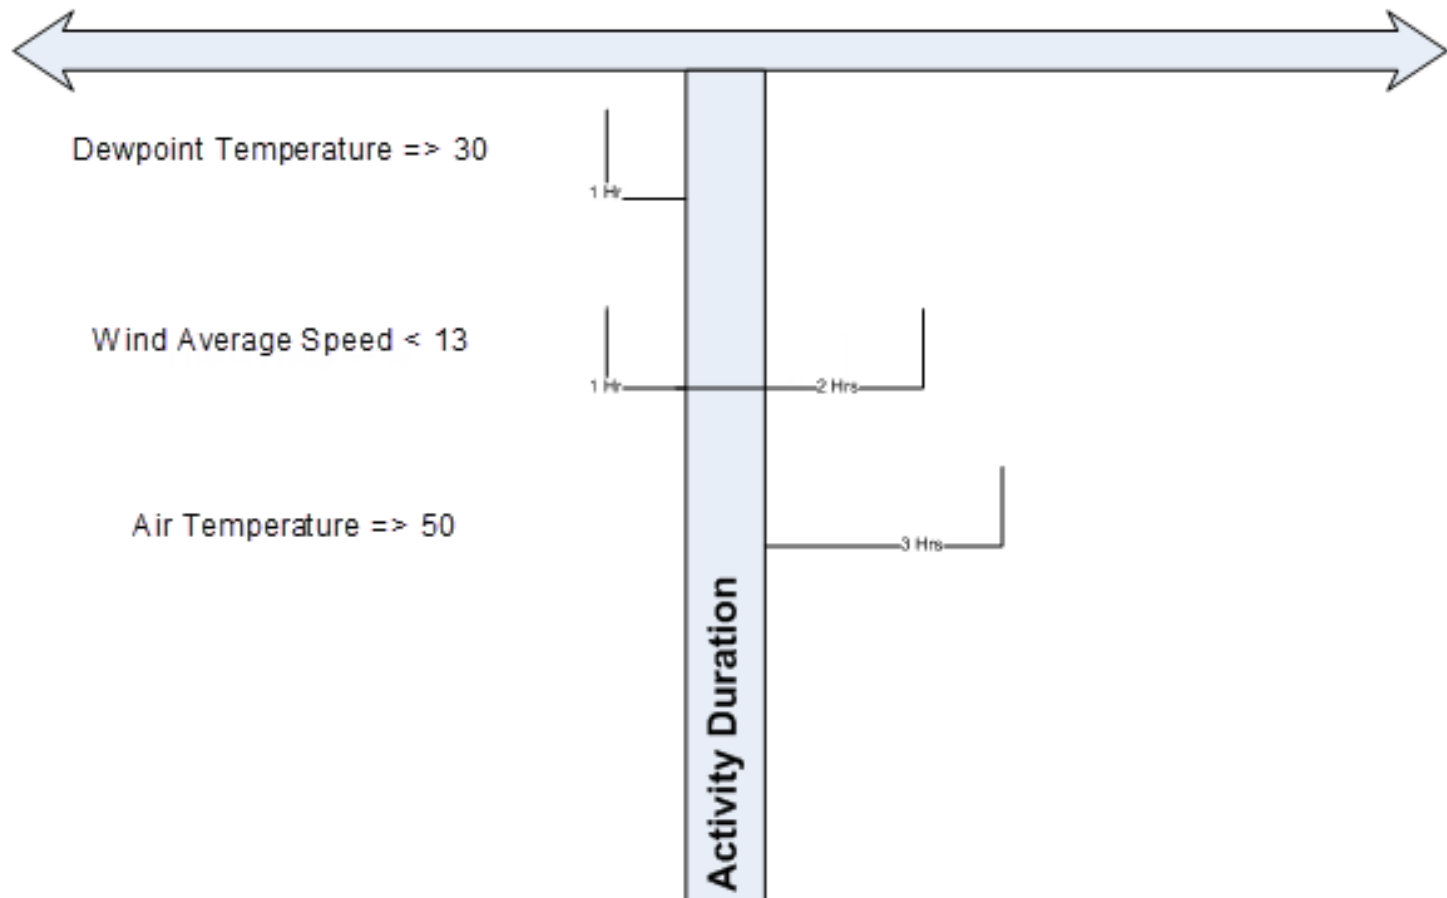 Dewpoint Temperature => 30
1 Hr
Wind Average Speed < 13
1 Hr
2 Hrs
Air Temperature => 50
3 Hrs
Activity Duration